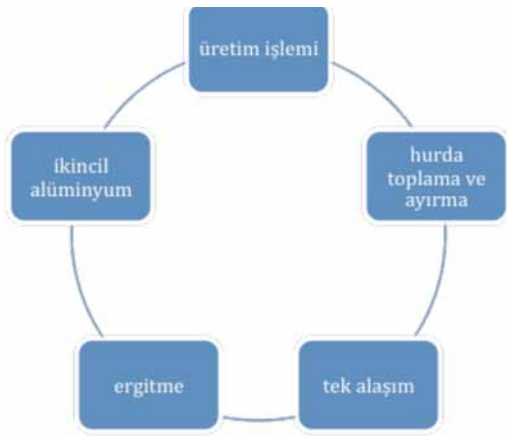 üretim işlemi
hurda
toplama ve
ayırma
tek alaşım
ergitme
ikincil
alüminyum